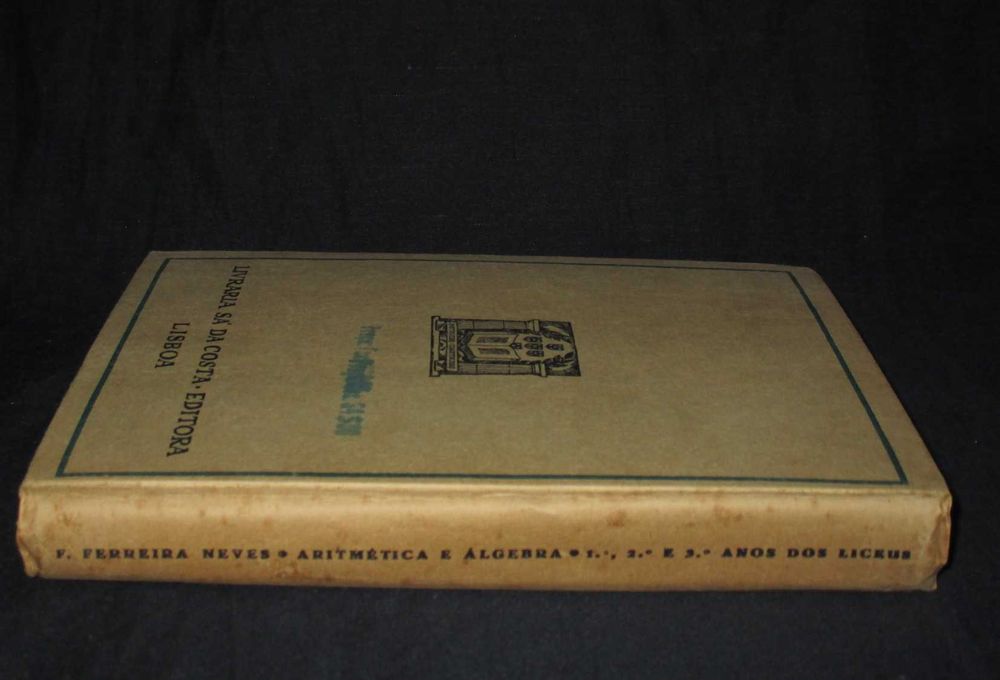 LIVRARIA SÁ DA COSTA · EDITORA
LISBOA
F. FERREIRA NEVES • ARITMÉTICA E ÁLGEBRA • 1.º, 2.º E 3.º ANOS DOS LICEUS